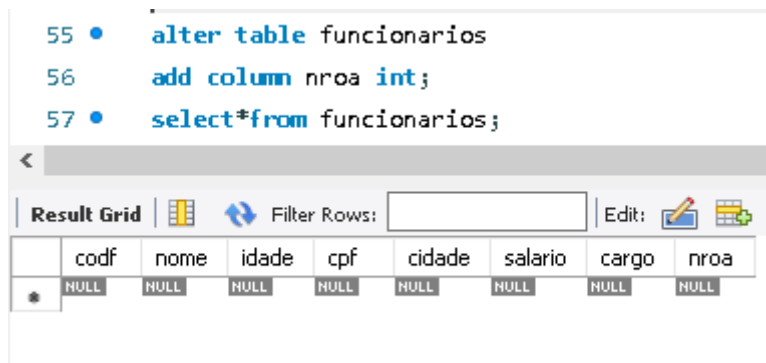 55 alter table funcionarios
56 add column nroa int;
57 select*from funcionarios;
Result Grid Filter Rows: Edit:
codf nome idade cpf cidade salario cargo nroa
NULL NULL NULL NULL NULL NULL NULL NULL